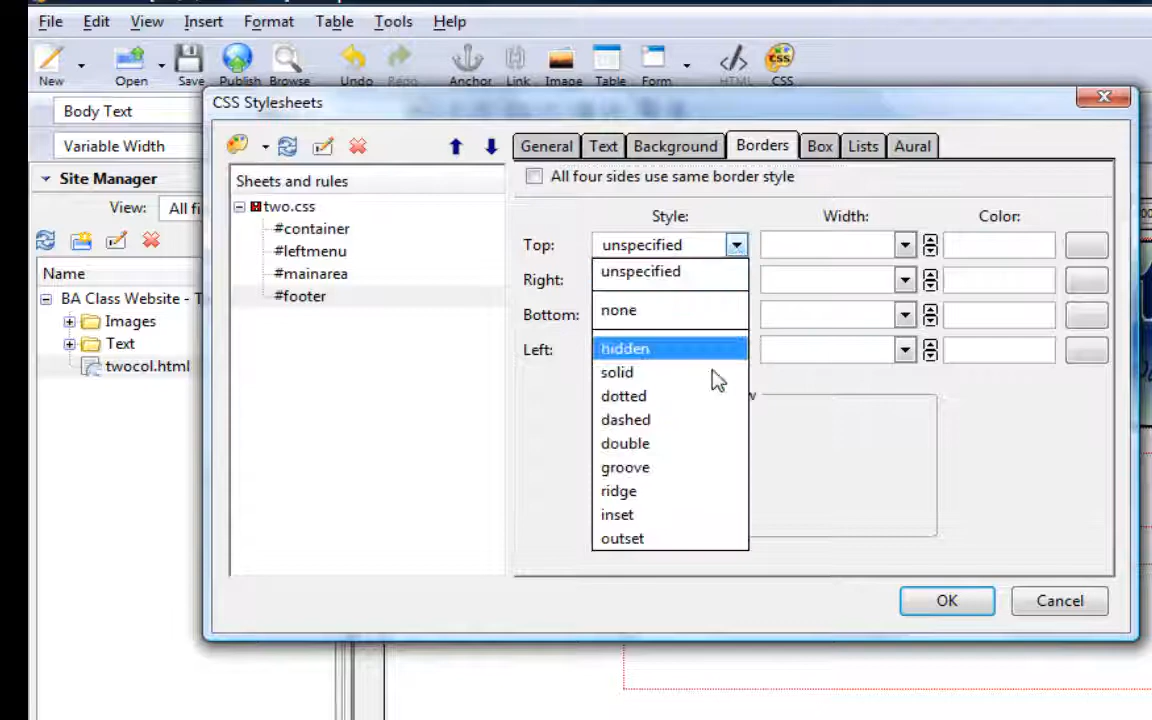 File Edit View Insert Format Table Tools Help
New Open Save Publish Browse Undo Redo Anchor Link Image Table Form HTML CSS
Body Text
CSS Stylesheets
Variable Width
General Text Background Borders Box Lists Aural
Site Manager
Sheets and rules
All four sides use same border style
View: All fi
two.css
Style: Width: Color:
#container
Top: unspecified
#leftmenu
Name
#mainarea
unspecified
Right:
BA Class Website - T
#footer
Images
none
Bottom:
Text
hidden
Left:
twocol.html
solid
dotted
dashed
double
groove
ridge
inset
outset
OK Cancel